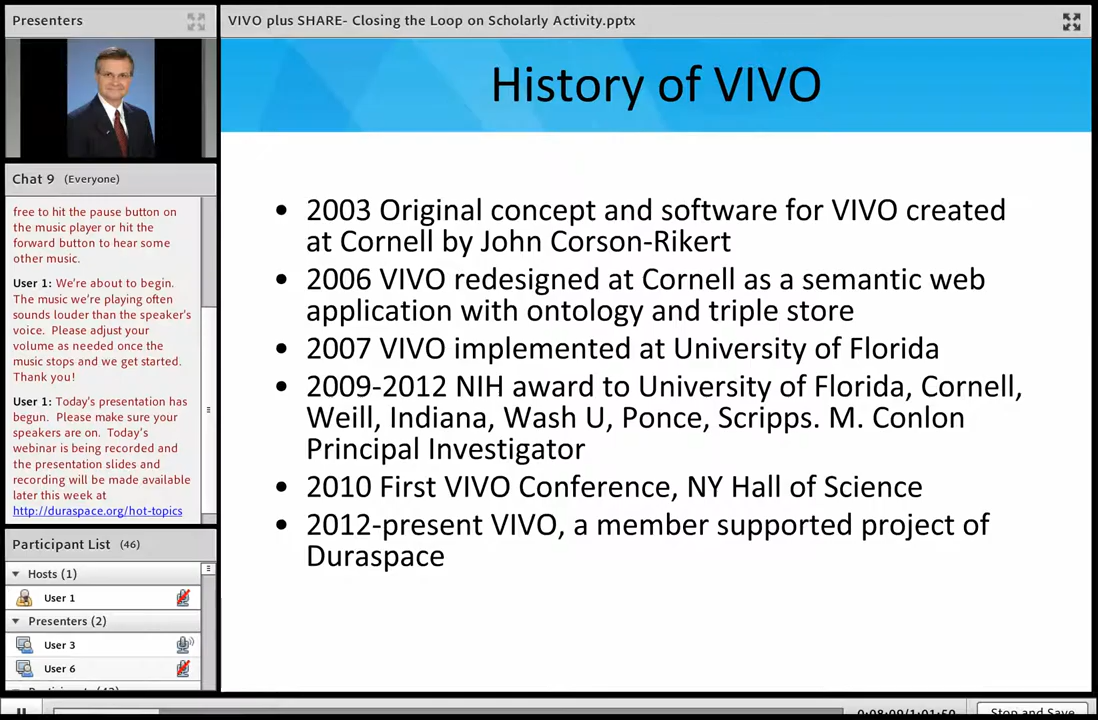 Presenters
VIVO plus SHARE- Closing the Loop on Scholarly Activity.pptx
Chat 9 (Everyone)
free to hit the pause button on
the music player or hit the
forward button to hear some
other music.
User 1: We're about to begin.
The music we're playing often
sounds louder than the speaker's
voice. Please adjust your
volume as needed once the
music stops and we get started.
Thank you!
User 1: Today's presentation has
begun. Please make sure your
speakers are on. Today's
webinar is being recorded and
the presentation slides and
recording will be made available
later this week at
http://duraspace.org/hot-topics
Participant List (46)
Hosts (1)
User 1
Presenters (2)
User 3
User 6
History of VIVO
• 2003 Original concept and software for VIVO created
at Cornell by John Corson-Rikert
• 2006 VIVO redesigned at Cornell as a semantic web
application with ontology and triple store
• 2007 VIVO implemented at University of Florida
• 2009-2012 NIH award to University of Florida, Cornell,
Weill, Indiana, Wash U, Ponce, Scripps. M. Conlon
Principal Investigator
• 2010 First VIVO Conference, NY Hall of Science
• 2012-present VIVO, a member supported project of
Duraspace
Stop and Save